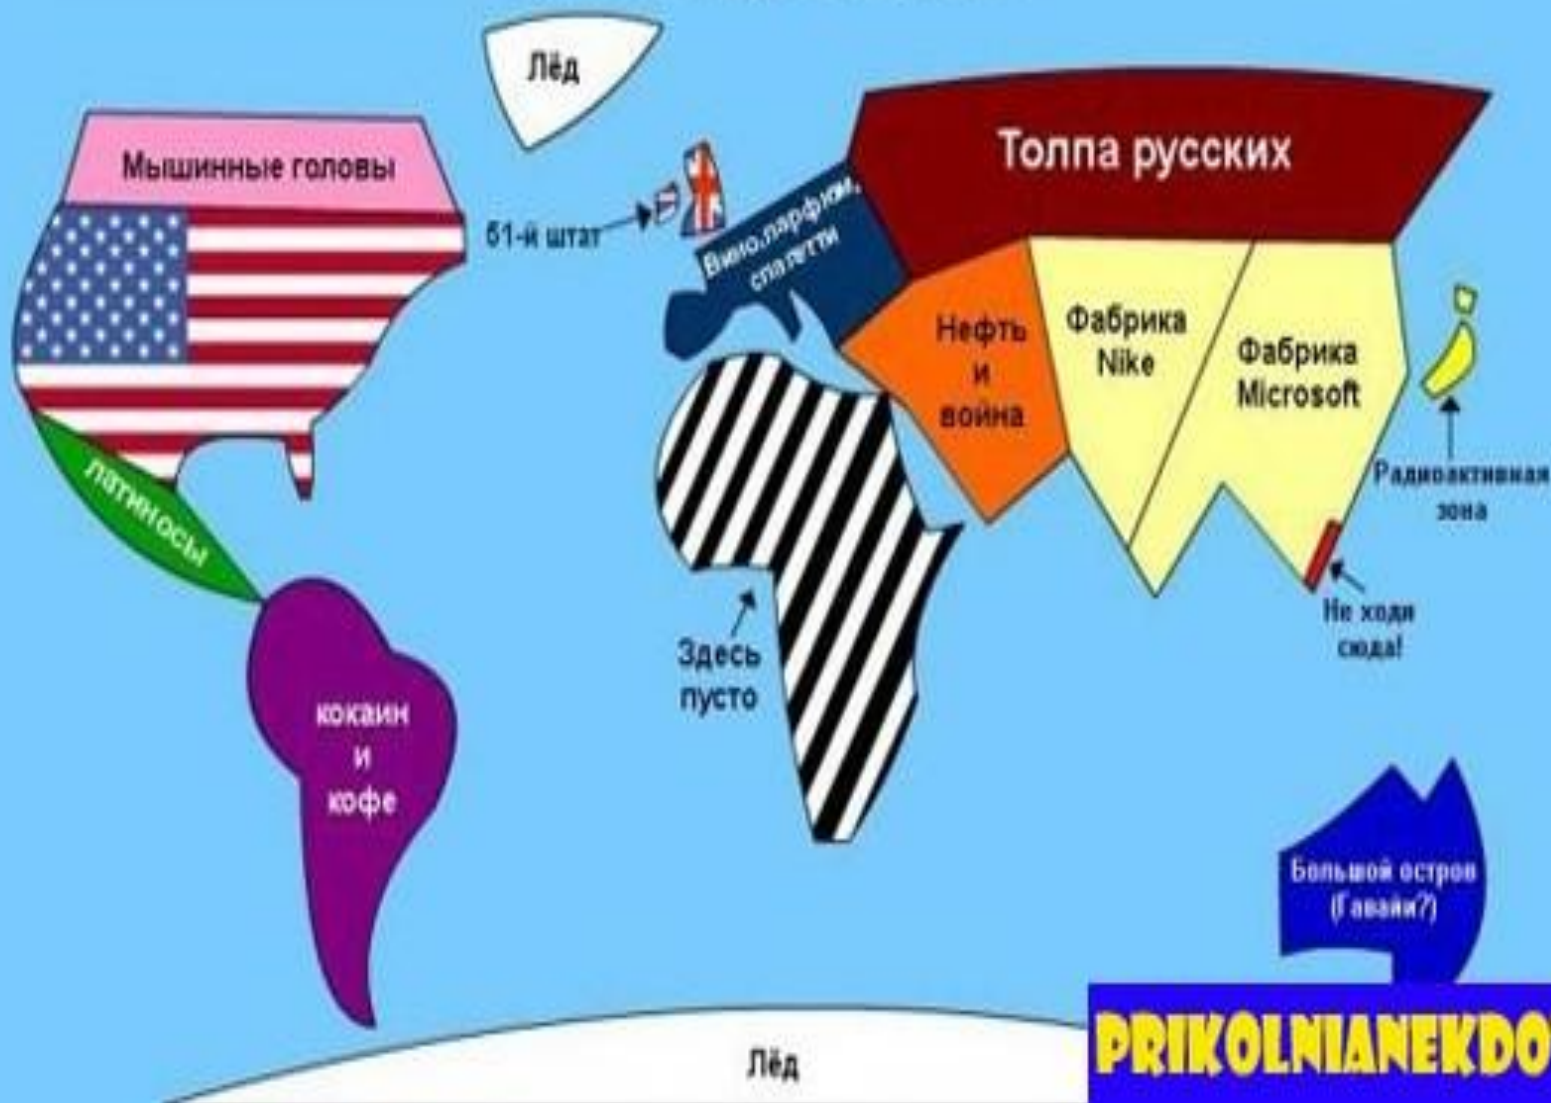 Лёд
Мышинные головы
Толпа русских
61-й штат
Вино,парфюм,
спагетти
Нефть
и
война
Фабрика
Nike
Фабрика
Microsoft
латиносы
Радиоактивная
зона
Не ходи
сюда!
Здесь
пусто
кокаин
и
кофе
Большой остров
(Гавайи?)
Лёд
PRIKOLNIANEKDO